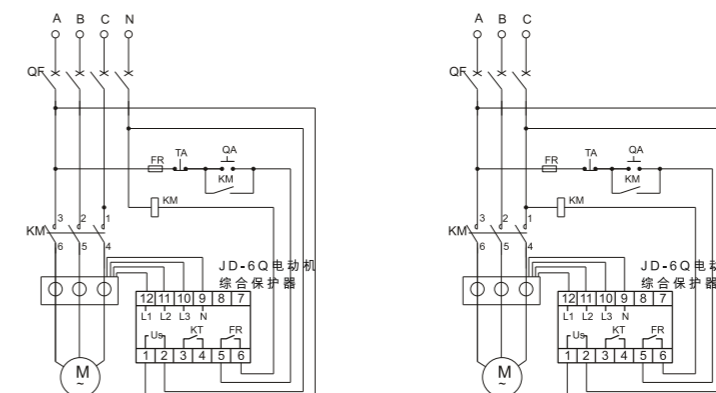 A B C N
QF
FR TA QA
KM
KM
3 2 1
KM
6 5 4
JD-6Q电动机
综合保护器
12 11 10 9 8 7
L1 L2 L3 N
Us KT FR
1 2 3 4 5 6
M
~
A B C
QF
FR TA QA
KM
KM
3 2 1
KM
6 5 4
JD-6Q电动
综合保护器
12 11 10 9 8 7
L1 L2 L3 N
Us KT FR
1 2 3 4 5 6
M
~